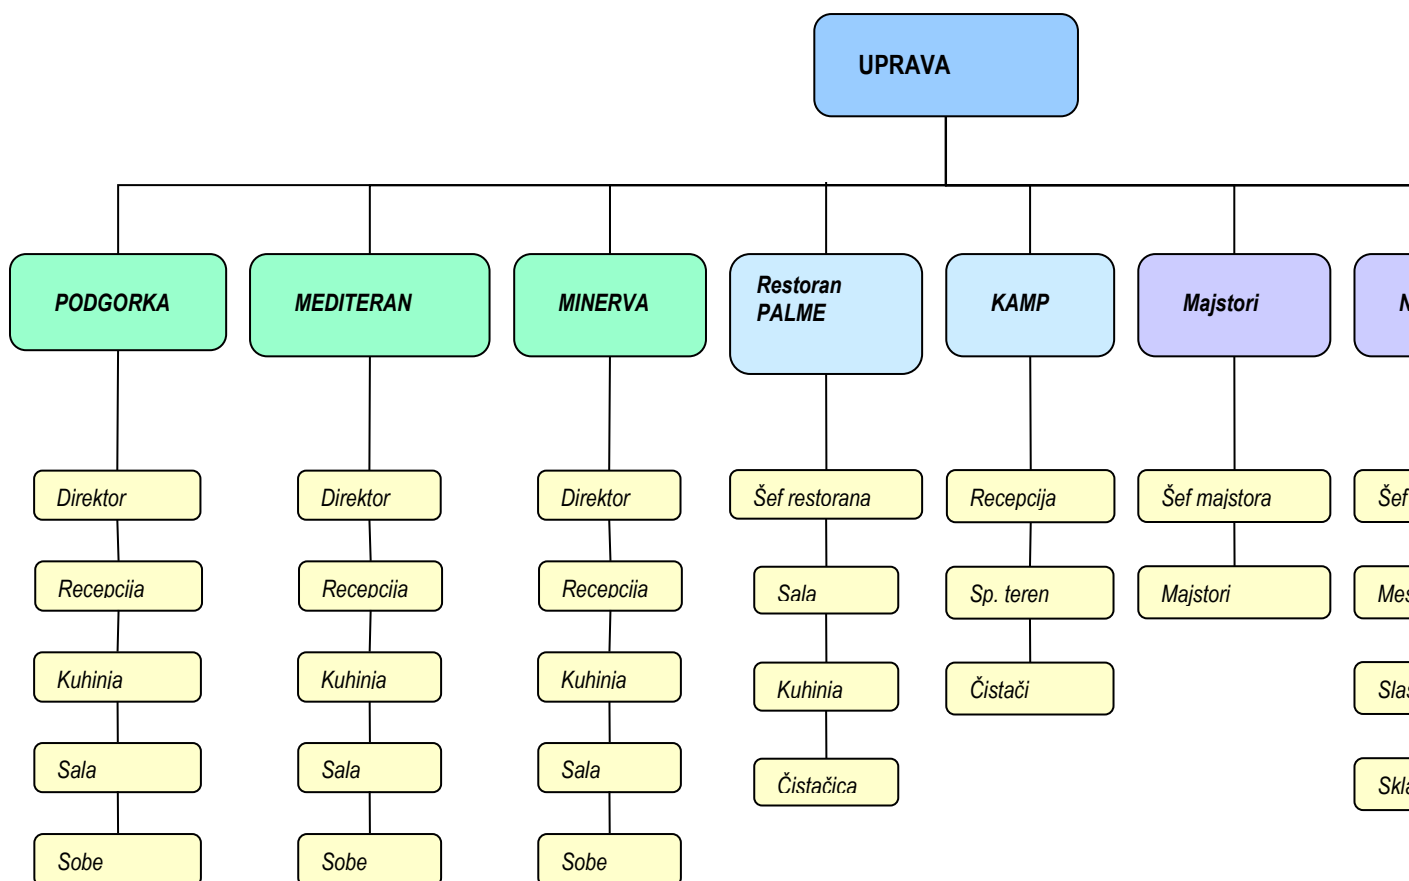 UPRAVA
PODGORKA
MEDITERAN
MINERVA
Restoran
PALME
KAMP
Majstori
Direktor
Direktor
Direktor
Šef restorana
Recepcija
Šef majstora
Šef
Recepcija
Recepcija
Recepcija
Sala
Sp. teren
Majstori
Kuhinja
Kuhinja
Kuhinja
Kuhinja
Čistači
Sala
Sala
Sala
Čistačica
Sobe
Sobe
Sobe